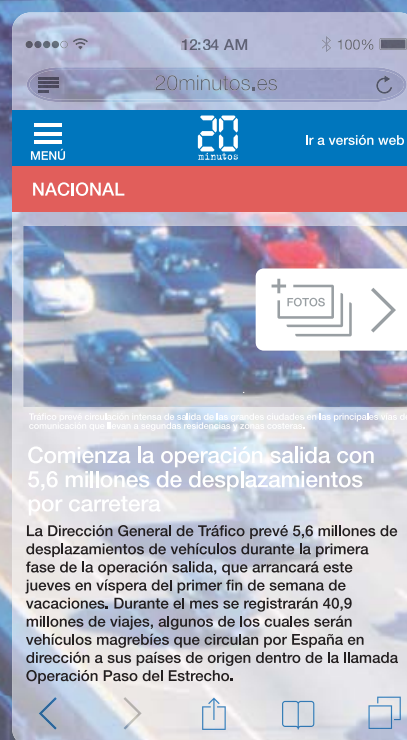 12:34 AM
100%
20minutos.es
MENÚ
20
minutos
Ir a versión web
NACIONAL
+
FOTOS
Tráfico prevé circulación intensa de salida de las grandes ciudades en las principales vías de
comunicación que llevan a segundas residencias y zonas costeras.
Comienza la operación salida con
5,6 millones de desplazamientos
por carretera
La Dirección General de Tráfico prevé 5,6 millones de
desplazamientos de vehículos durante la primera
fase de la operación salida, que arrancará este
jueves en víspera del primer fin de semana de
vacaciones. Durante el mes se registrarán 40,9
millones de viajes, algunos de los cuales serán
vehículos magrebíes que circulan por España en
dirección a sus países de origen dentro de la llamada
Operación Paso del Estrecho.